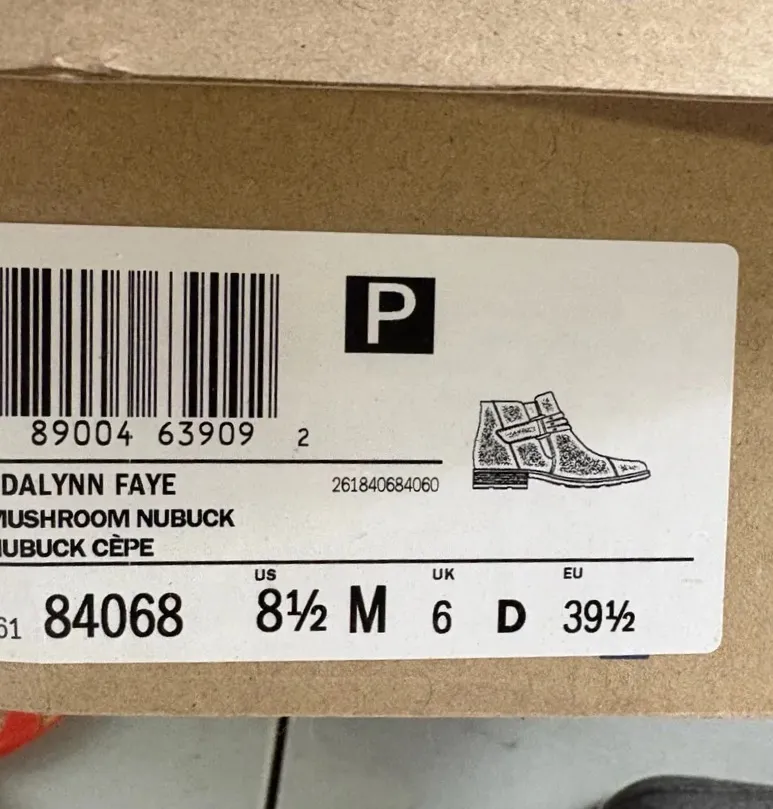 P
89004 63909 2
DALYNN FAYE
261840684060
MUSHROOM NUBUCK
NUBUCK CÈPE
US UK EU
61 84068 8½ M 6 D 39½